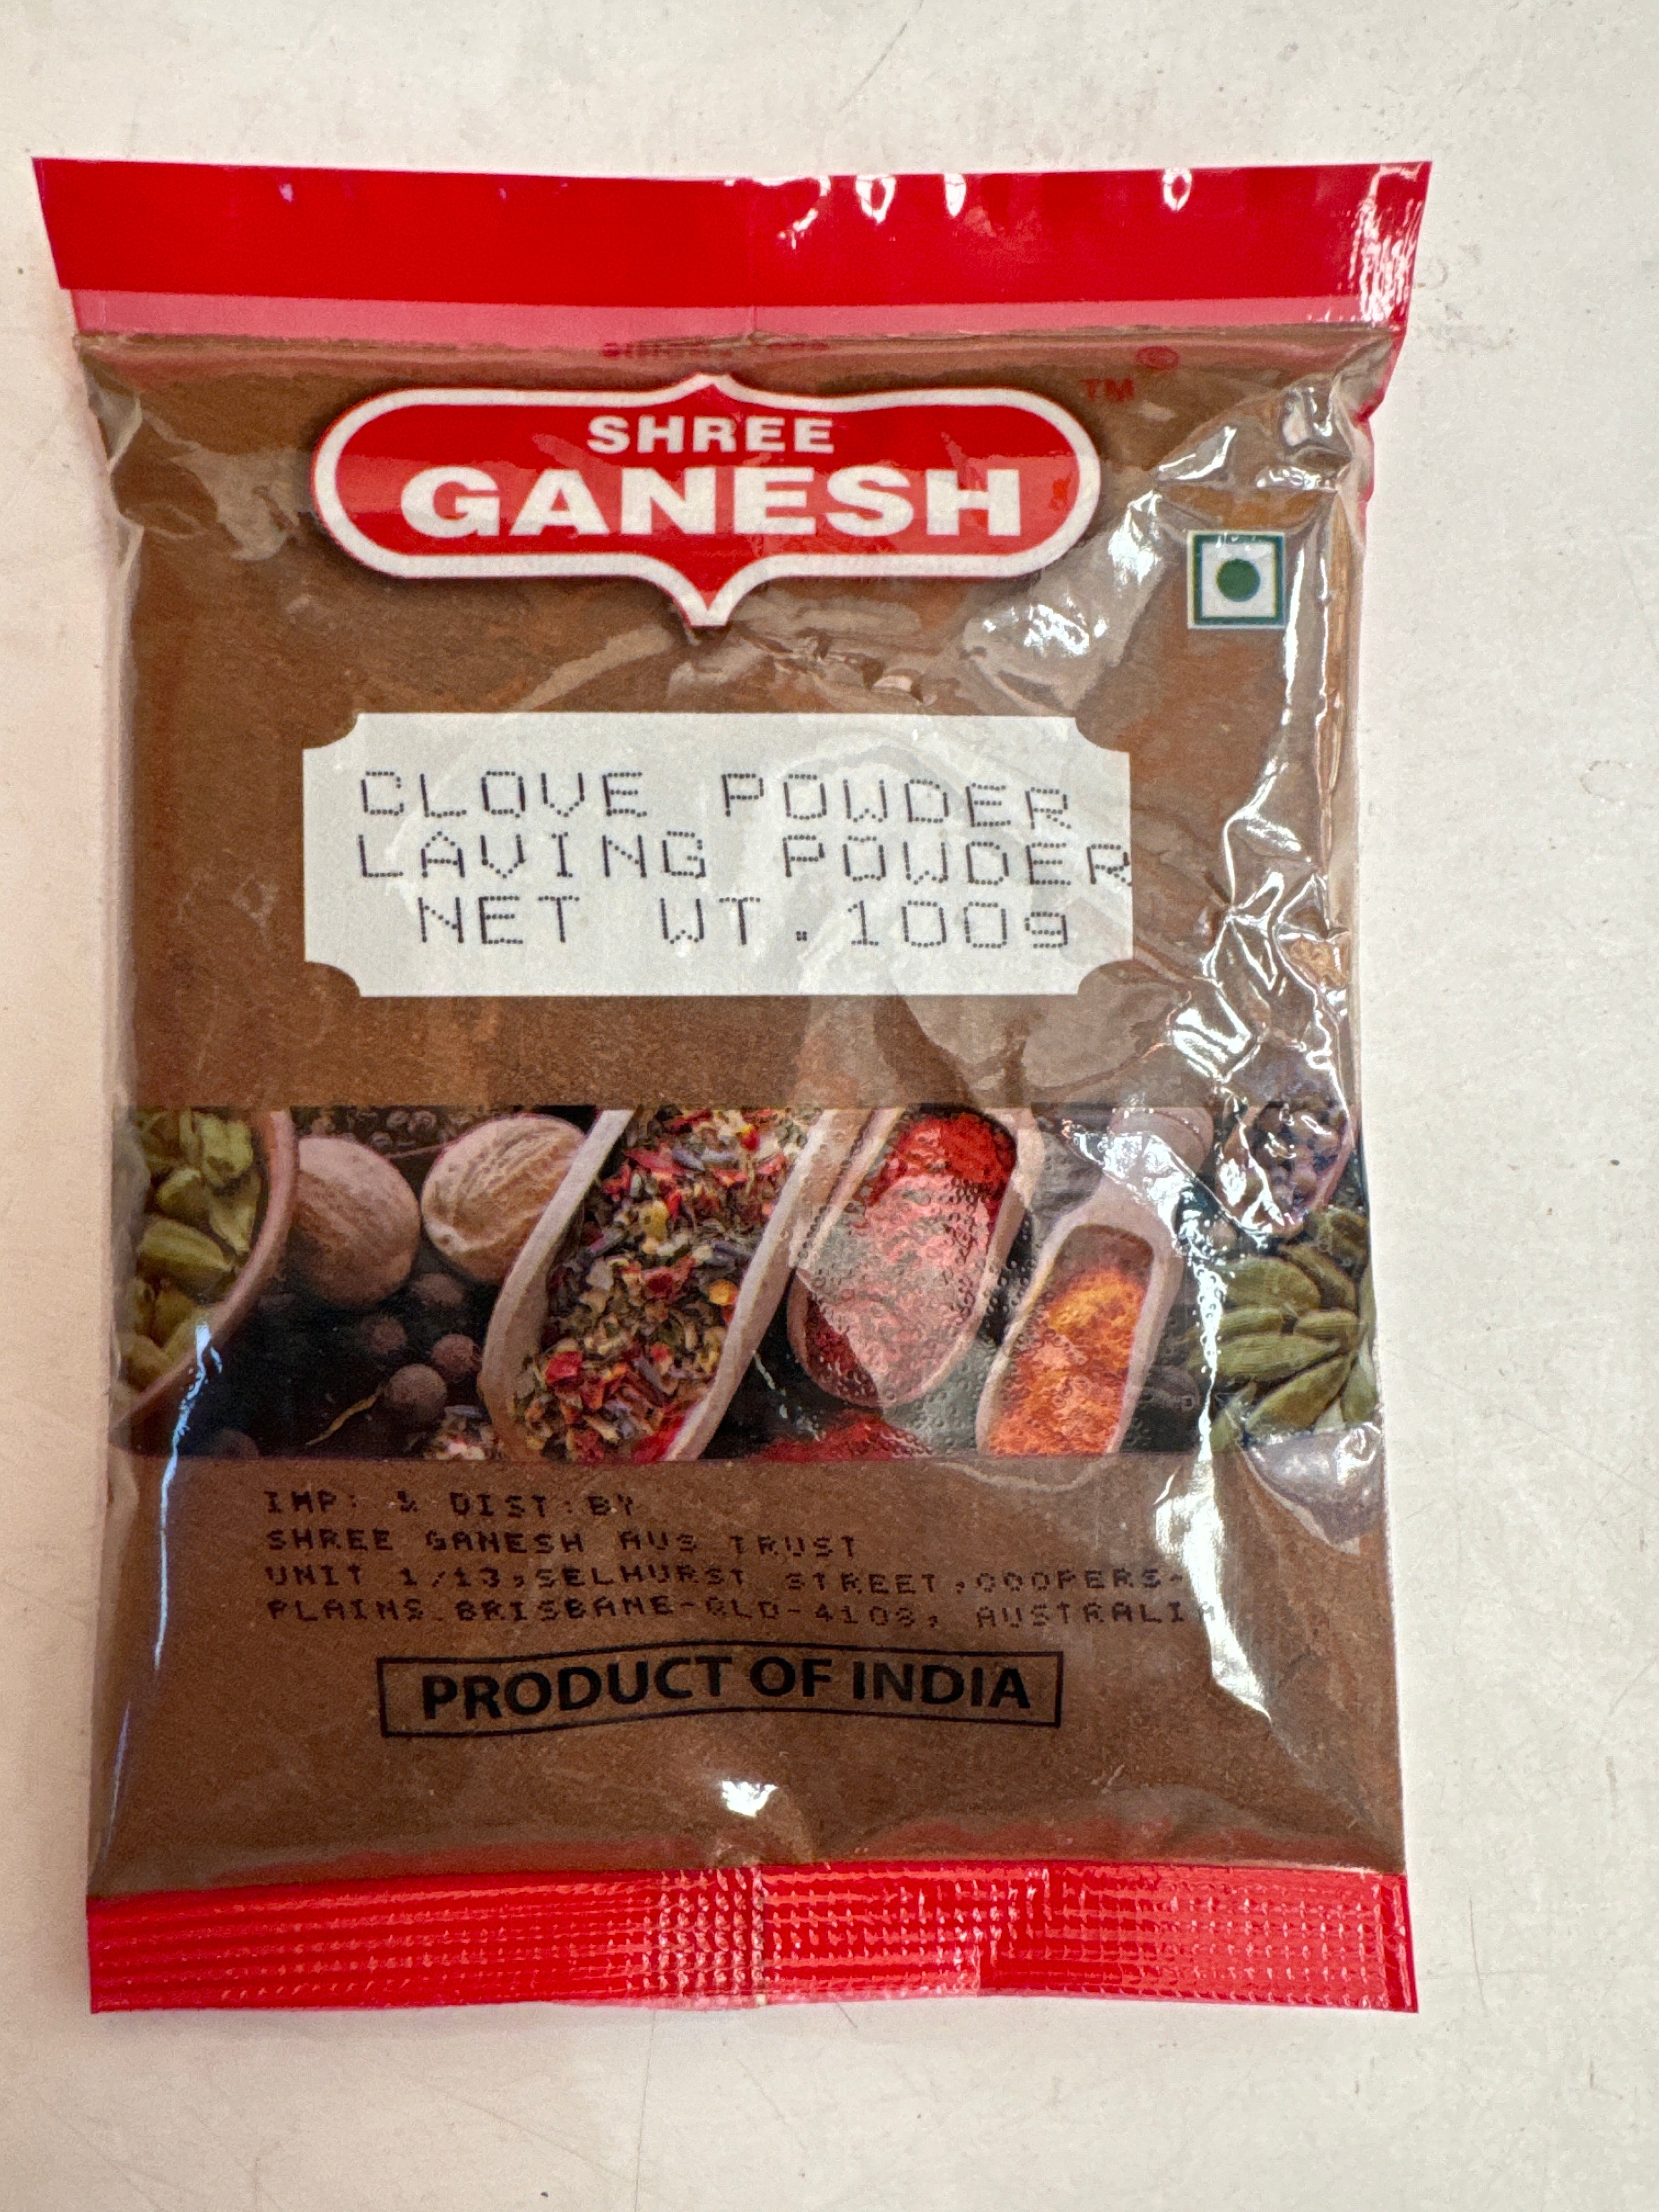 TM
SHREE
GANESH
CLOVE POWDER
LAVING POWDER
NET WT.100g
IMP: & DIST:BY
SHREE GANESH AUS TRUST
UNIT 1/13,SELHURST STREET,COOPERS-
PLAINS BRISBANE-QLD-4108, AUSTRALIA
PRODUCT OF INDIA